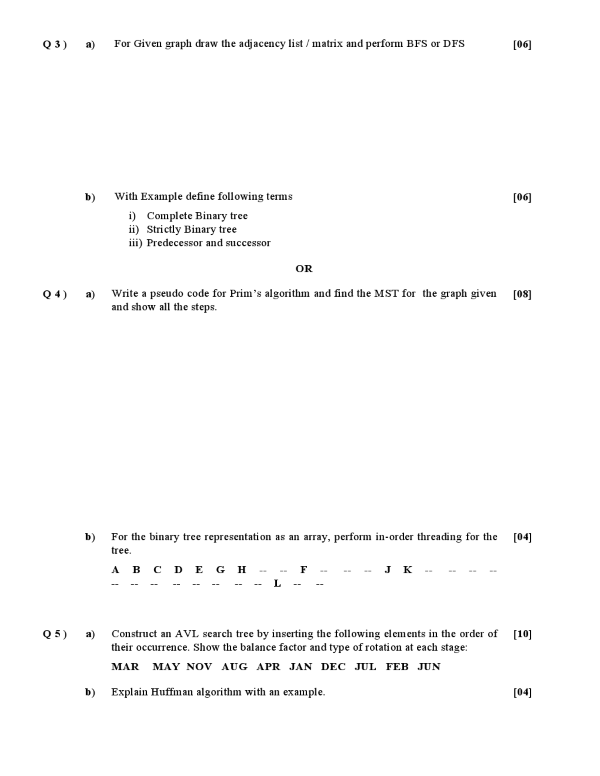 Q 3 ) a) For Given graph draw the adjacency list / matrix and perform BFS or DFS [06]
b) With Example define following terms [06]
i) Complete Binary tree
ii) Strictly Binary tree
iii) Predecessor and successor
OR
Q 4 ) a) Write a pseudo code for Prim's algorithm and find the MST for the graph given [08]
and show all the steps.
b) For the binary tree representation as an array, perform in-order threading for the [04]
tree.
A B C D E G H -- -- F -- -- -- J K -- -- -- --
-- -- -- -- -- -- -- -- L -- --
Q 5 ) a) Construct an AVL search tree by inserting the following elements in the order of [10]
their occurrence. Show the balance factor and type of rotation at each stage:
MAR MAY NOV AUG APR JAN DEC JUL FEB JUN
b) Explain Huffman algorithm with an example. [04]